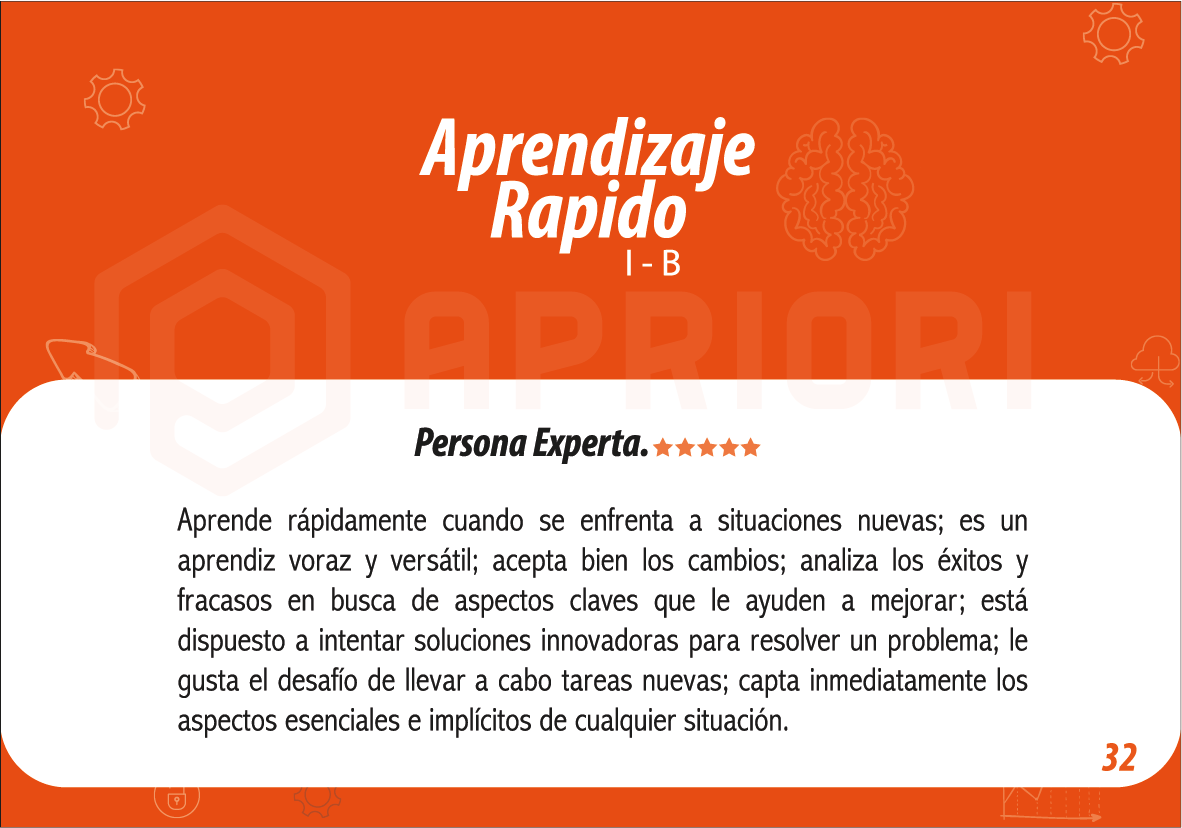 Aprendizaje
Rapido
I - B
APRIORI
Persona Experta.
Aprende rápidamente cuando se enfrenta a situaciones nuevas; es un
aprendiz voraz y versátil; acepta bien los cambios; analiza los éxitos y
fracasos en busca de aspectos claves que le ayuden a mejorar; está
dispuesto a intentar soluciones innovadoras para resolver un problema; le
gusta el desafío de llevar a cabo tareas nuevas; capta inmediatamente los
aspectos esenciales e implícitos de cualquier situación.
32